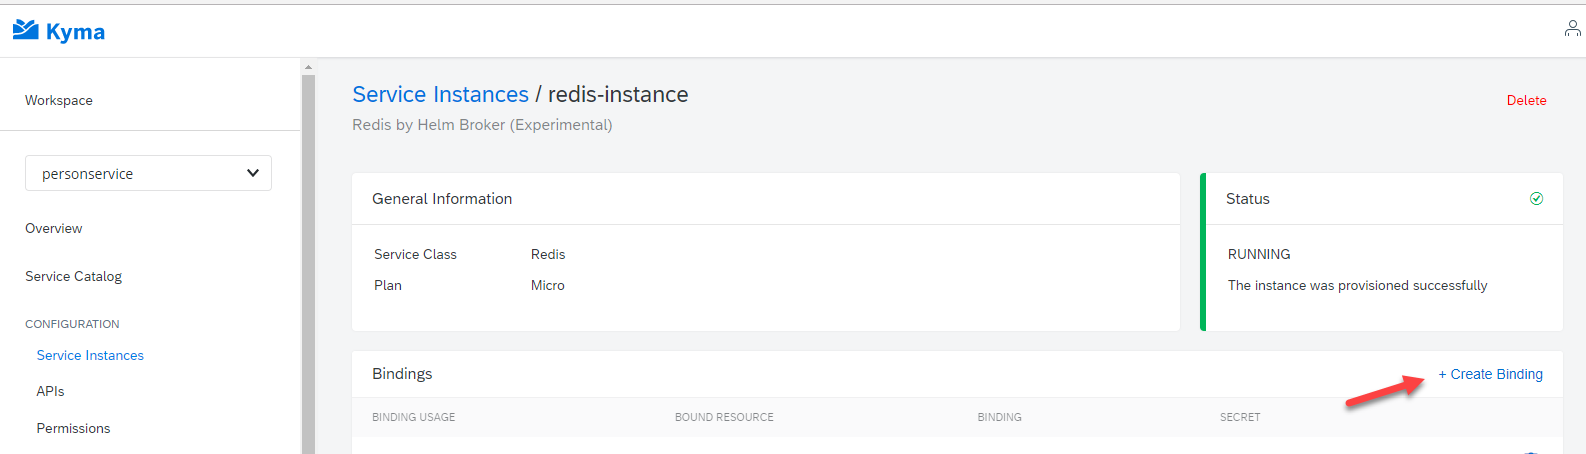 Kyma
Workspace
personservice
Overview
Service Catalog
CONFIGURATION
Service Instances
APIs
Permissions
Service Instances / redis-instance
Delete
Redis by Helm Broker (Experimental)
General Information
Service Class Redis
Plan Micro
Status
RUNNING
The instance was provisioned successfully
Bindings
+ Create Binding
BINDING USAGE BOUND RESOURCE BINDING SECRET